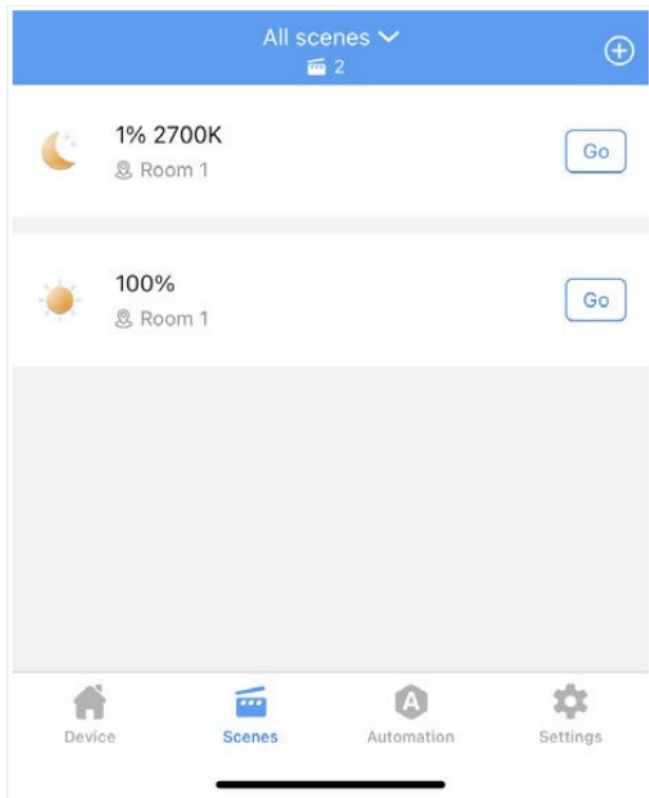 All scenes
2
1% 2700K
Room 1
Go
100%
Room 1
Go
Device Scenes Automation Settings